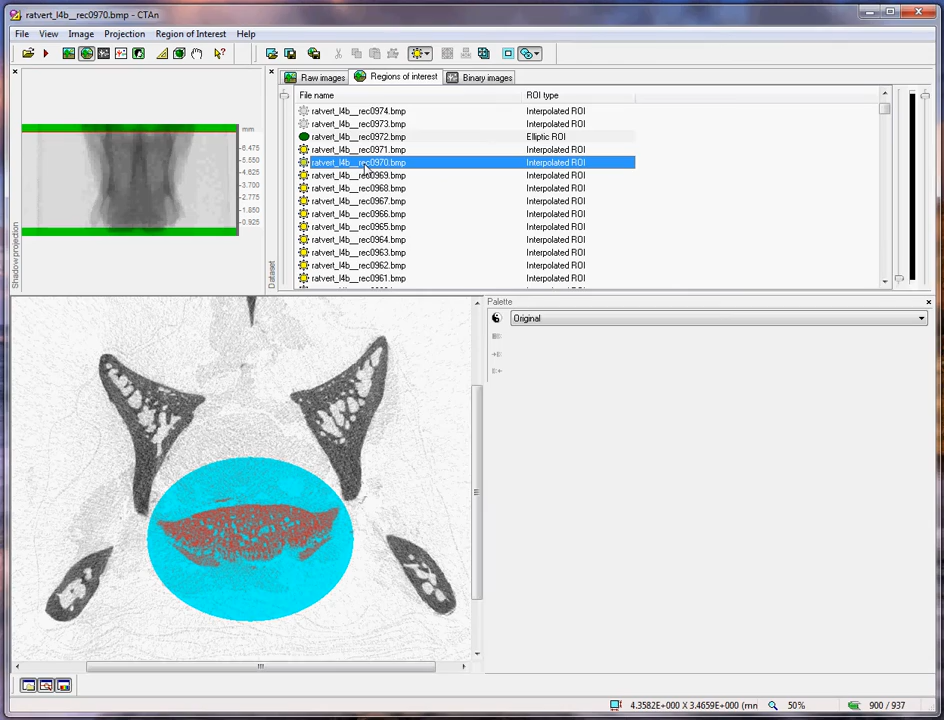 ratvert_l4b__rec0970.bmp - CTAn
File View Image Projection Region of Interest Help
Raw images Regions of interest Binary images
File name ROI type
ratvert_l4b__rec0974.bmp Interpolated ROI
ratvert_l4b__rec0973.bmp Interpolated ROI
ratvert_l4b__rec0972.bmp Elliptic ROI
ratvert_l4b__rec0971.bmp Interpolated ROI
ratvert_l4b__rec0970.bmp Interpolated ROI
ratvert_l4b__rec0969.bmp Interpolated ROI
ratvert_l4b__rec0968.bmp Interpolated ROI
ratvert_l4b__rec0967.bmp Interpolated ROI
ratvert_l4b__rec0966.bmp Interpolated ROI
ratvert_l4b__rec0965.bmp Interpolated ROI
ratvert_l4b__rec0964.bmp Interpolated ROI
ratvert_l4b__rec0963.bmp Interpolated ROI
ratvert_l4b__rec0962.bmp Interpolated ROI
ratvert_l4b__rec0961.bmp Interpolated ROI
mm
6.475
5.550
4.625
3.700
2.775
1.850
0.925
Shadow projection
Dataset
Palette
Original
4.3582E+000 X 3.4659E+000 (mn 50% 900 / 937